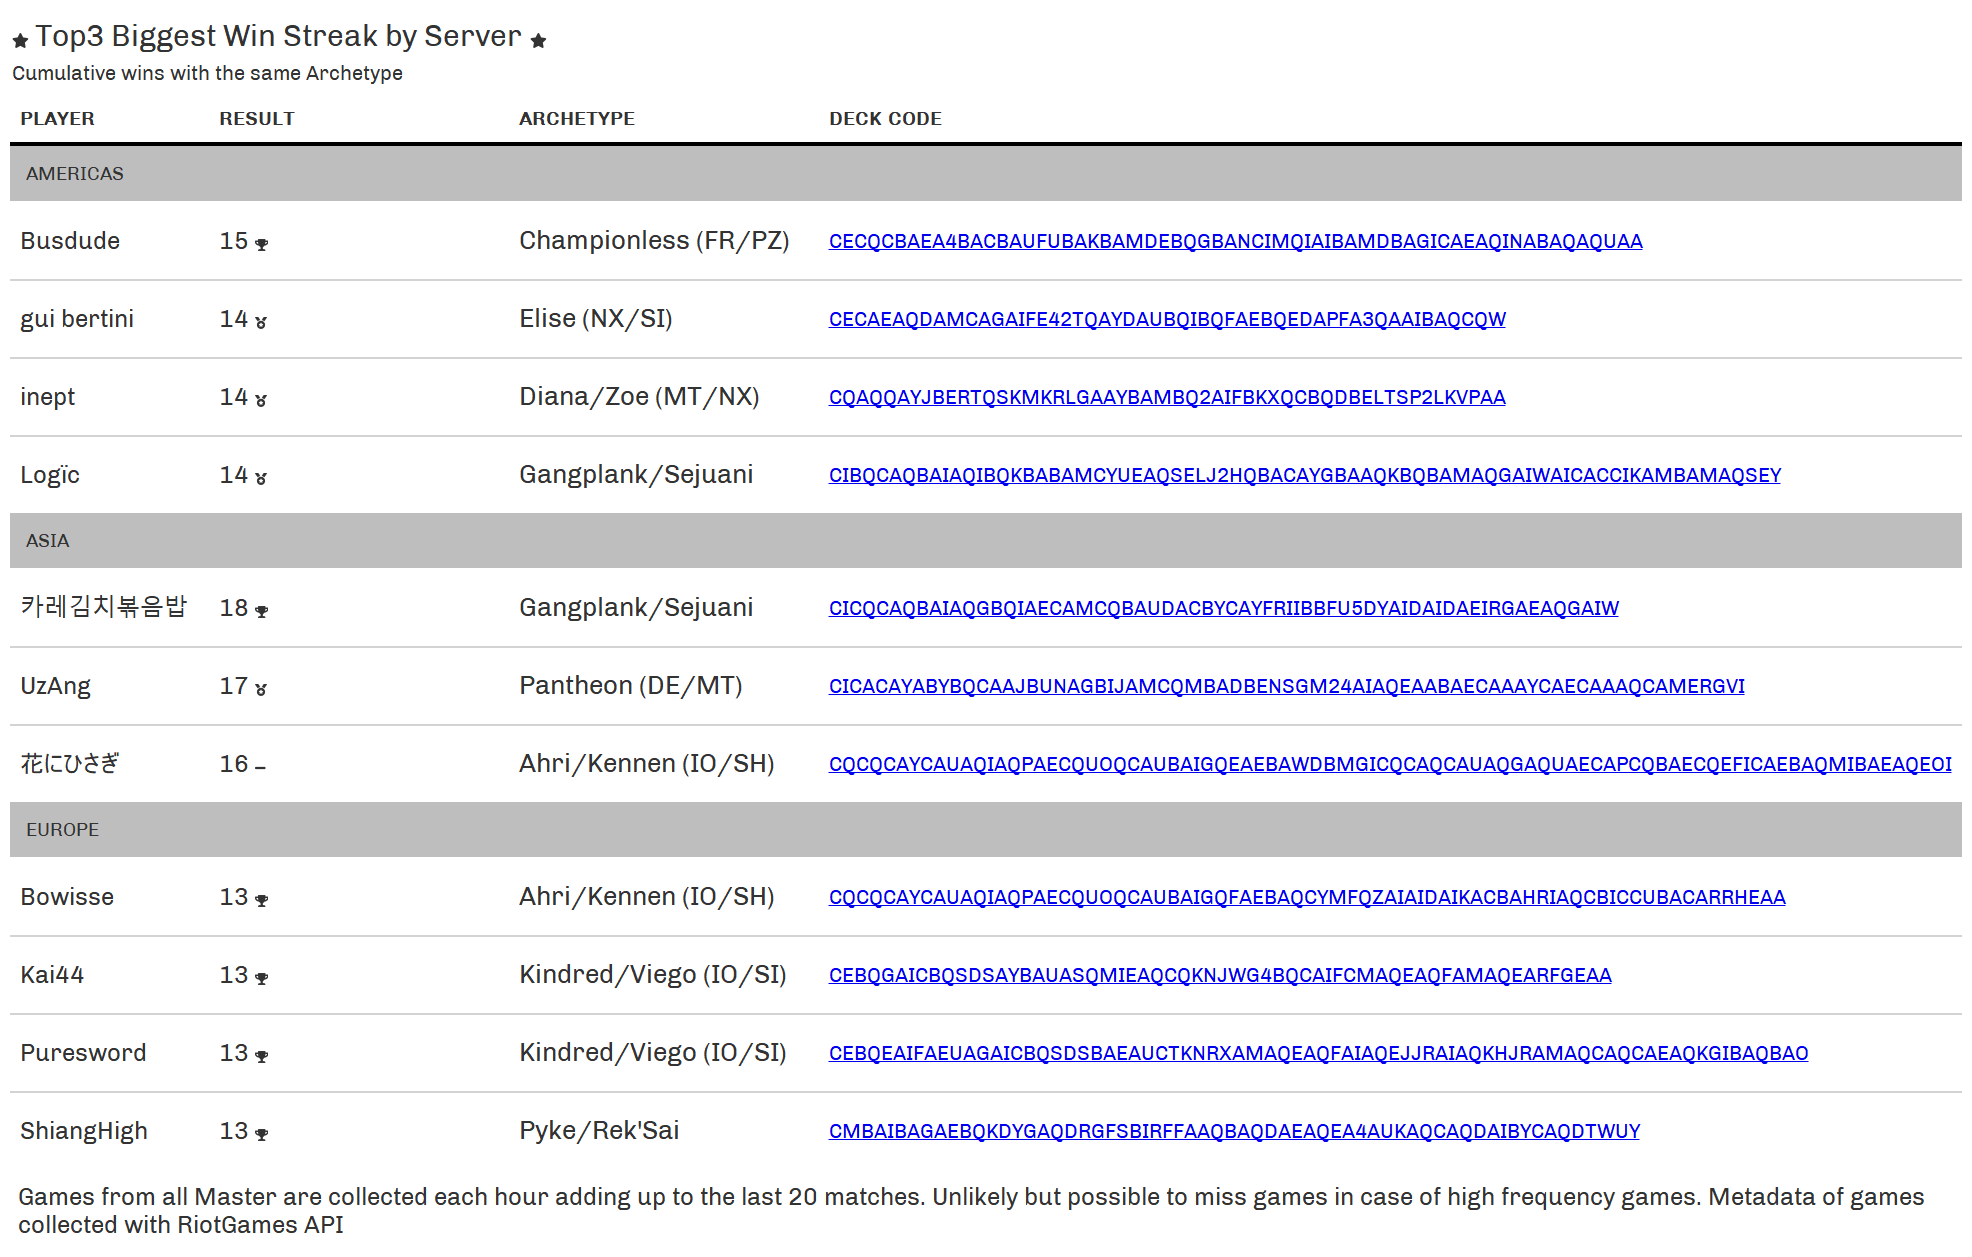 ★ Top3 Biggest Win Streak by Server ★
Cumulative wins with the same Archetype
PLAYER RESULT ARCHETYPE DECK CODE
AMERICAS
Busdude 15 Championless (FR/PZ) CECQCBAEA4BACBAUFUBAKBAMDEBQGBANCIMQIAIBAMDBAGICAEAQINABAQAQUAA
gui bertini 14 Elise (NX/SI) CECAEAQDAMCAGAIFE42TQAYDAUBQIBQFAEBQEDAPFA3QAAIBAQCQW
inept 14 Diana/Zoe (MT/NX) CQAQQAYJBERTQSKMKRLGAAYBAMBQ2AIFBKXQCBQDBELTSP2LKVPAA
Logïc 14 Gangplank/Sejuani CIBQCAQBAIAQIBQKBABAMCYUEAQSELJ2HQBACAYGBAAQKBQBAMAQGAIWAICACCIKAMBAMAQSEY
ASIA
카레김치볶음밥 18 Gangplank/Sejuani CICQCAQBAIAQGBQIAECAMCQBAUDACBYCAYFRIIBBFU5DYAIDAIDAEIRGAEAQGAIW
UzAng 17 Pantheon (DE/MT) CICACAYABYBQCAAJBUNAGBIJAMCQMBADBENSGM24AIAQEAABAECAAAYCAECAAAQCAMERGVI
花にひさぎ 16 – Ahri/Kennen (IO/SH) CQCQCAYCAUAQIAQPAECQUOQCAUBAIGQEAEBAWDBMGICQCAQCAUAQGAQUAECAPCQBAECQEFICAEBAQMIBAEAQEOI
EUROPE
Bowisse 13 Ahri/Kennen (IO/SH) CQCQCAYCAUAQIAQPAECQUOQCAUBAIGQFAEBAQCYMFQZAIAIDAIKACBAHRIAQCBICCUBACARRHEAA
Kai44 13 Kindred/Viego (IO/SI) CEBQGAICBQSDSAYBAUASQMIEAQCQKNJWG4BQCAIFCMAQEAQFAMAQEARFGEAA
Puresword 13 Kindred/Viego (IO/SI) CEBQEAIFAEUAGAICBQSDSBAEAUCTKNRXAMAQEAQFAIAQEJJRAIAQKHJRAMAQCAQCAEAQKGIBAQBAO
ShiangHigh 13 Pyke/Rek'Sai CMBAIBAGAEBQKDYGAQDRGFSBIRFFAAQBAQDAEAQEA4AUKAQCAQDAIBYCAQDTWUY
Games from all Master are collected each hour adding up to the last 20 matches. Unlikely but possible to miss games in case of high frequency games. Metadata of games
collected with RiotGames API